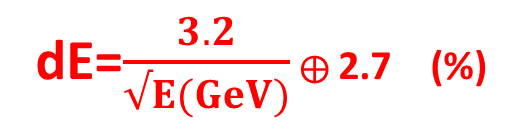 dE=3.2/√E(GeV) ⊕ 2.7 (%)